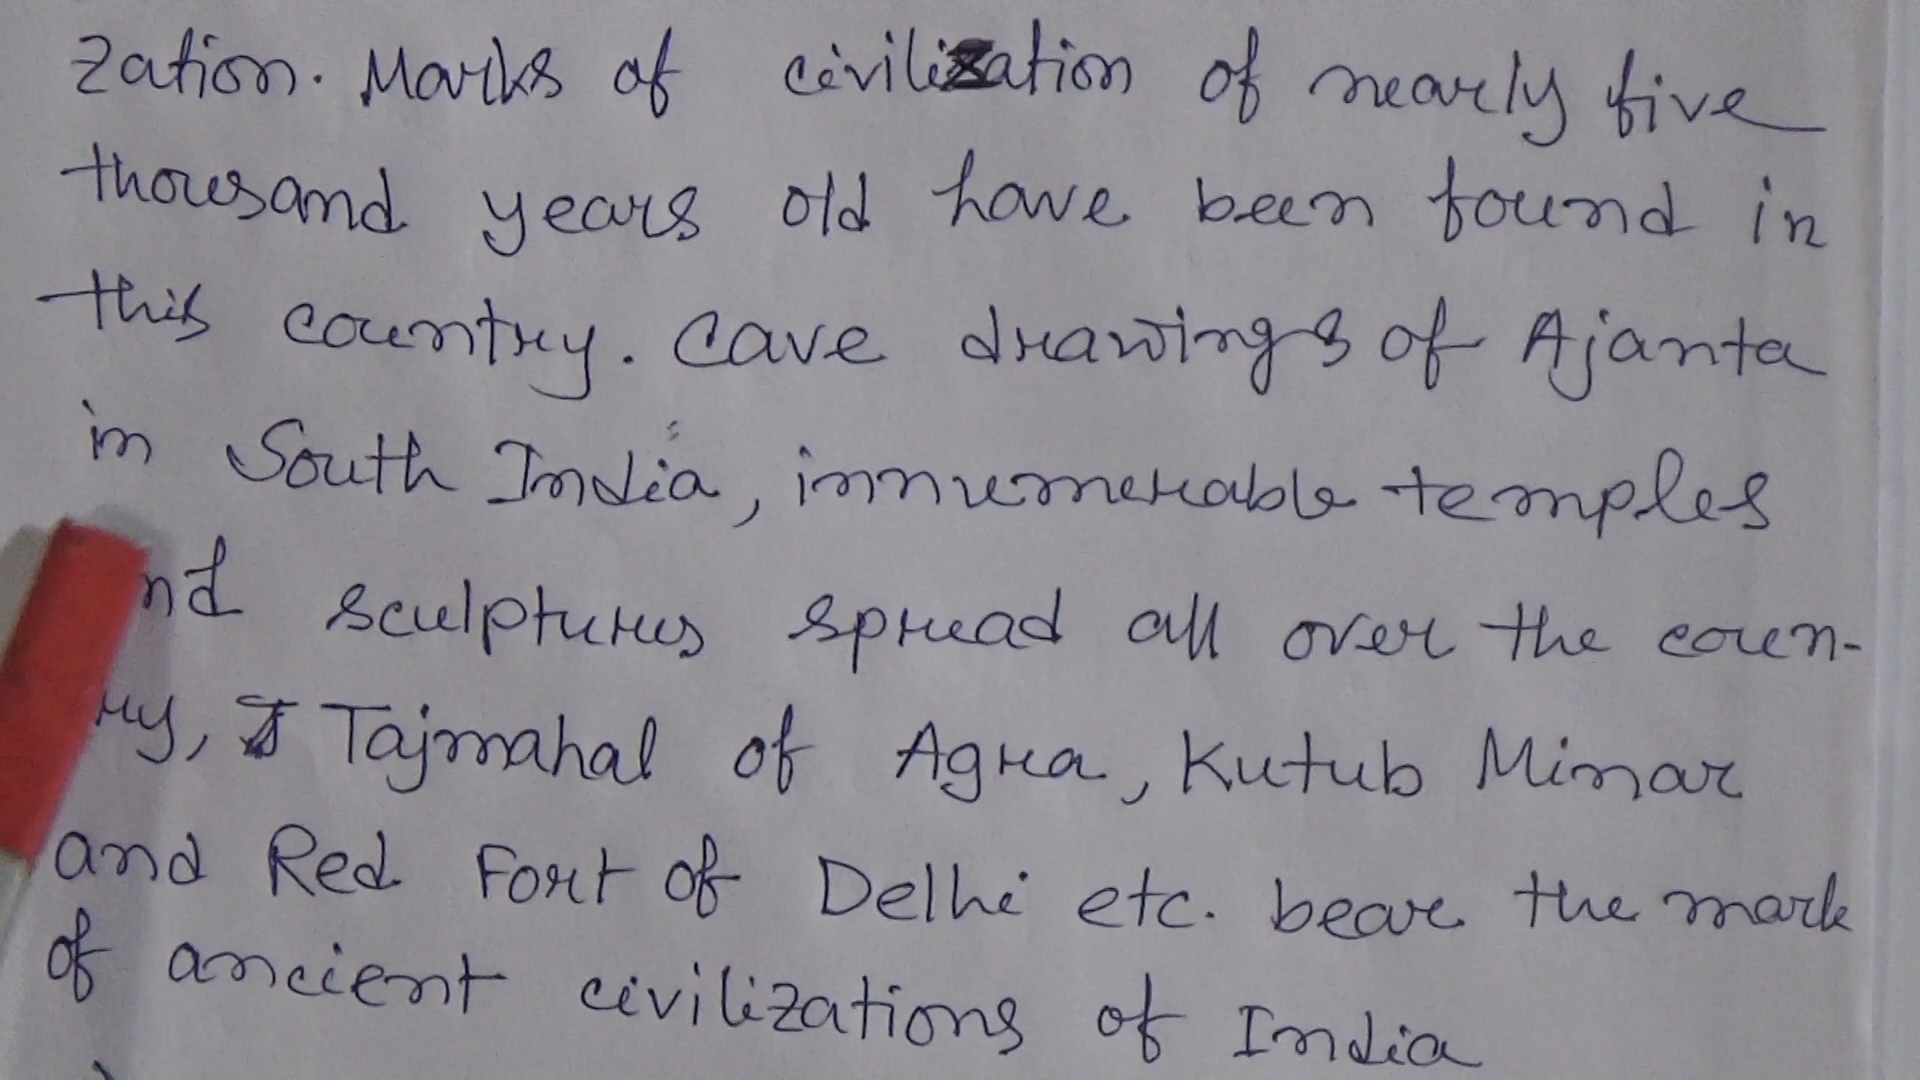 zation. Marks of civilization of nearly five
thousand years old have been found in
this country. Cave drawings of Ajanta
in South India, innumerable temples
nd sculptures spread all over the coun-
ry, Tajmahal of Agra, Kutub Minar
and Red Fort of Delhi etc. bear the mark
of ancient civilizations of India